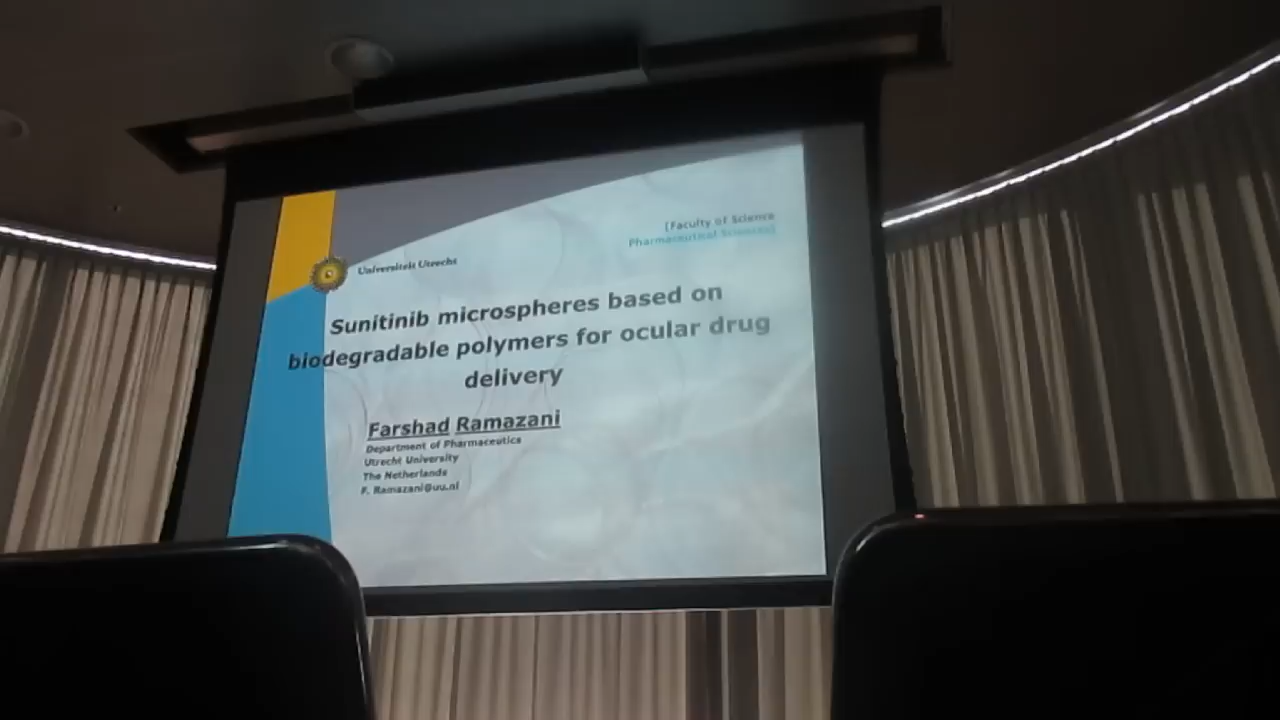 [Faculty of Science
Pharmaceutical Sciences]
Universiteit Utrecht
Sunitinib microspheres based on
biodegradable polymers for ocular drug
delivery
Farshad Ramazani
Department of Pharmaceutics
Utrecht University
The Netherlands
F. Ramazani@uu.nl